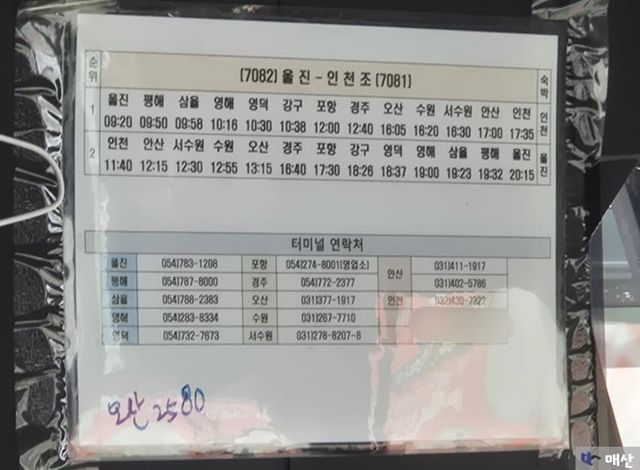 순위 [7082] 울 진 - 인 천 조 [7081] 숙박
1 울진 평해 삼율 영해 영덕 강구 포항 경주 오산 수원 서수원 안산 인천 인천
09:20 09:50 09:58 10:16 10:30 10:38 12:00 12:40 16:05 16:20 16:30 17:00 17:35
2 인천 안산 서수원 수원 오산 경주 포항 강구 영덕 영해 삼율 평해 울진 울진
11:40 12:15 12:30 12:55 13:15 16:40 17:30 18:26 18:37 19:00 19:23 19:32 20:15
터미널 연락처
울진 054)783-1208 포항 054)274-8001(영업소) 안산 031)411-1917
평해 054)787-8000 경주 054)772-2377 031)402-5786
삼율 054)788-2383 오산 031)377-1917 인천 032)430-7322
영해 054)283-8334 수원 031)267-7710
영덕 054)732-7673 서수원 031)278-8207-8
오산 2580
매산